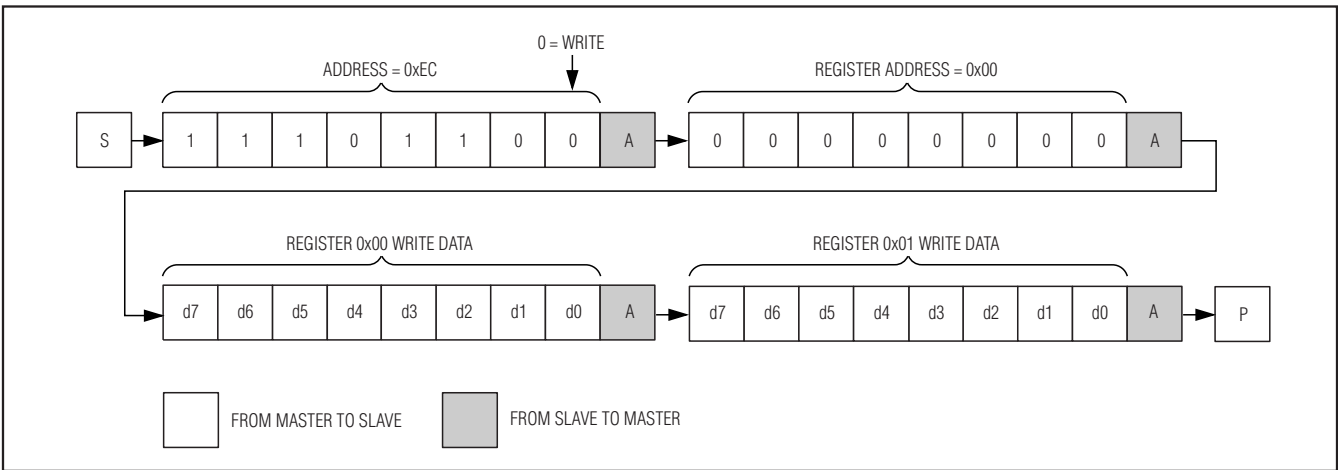 0 = WRITE
ADDRESS = 0xEC REGISTER ADDRESS = 0x00
S 1 1 1 0 1 1 0 0 A 0 0 0 0 0 0 0 0 A
REGISTER 0x00 WRITE DATA REGISTER 0x01 WRITE DATA
d7 d6 d5 d4 d3 d2 d1 d0 A d7 d6 d5 d4 d3 d2 d1 d0 A P
FROM MASTER TO SLAVE FROM SLAVE TO MASTER